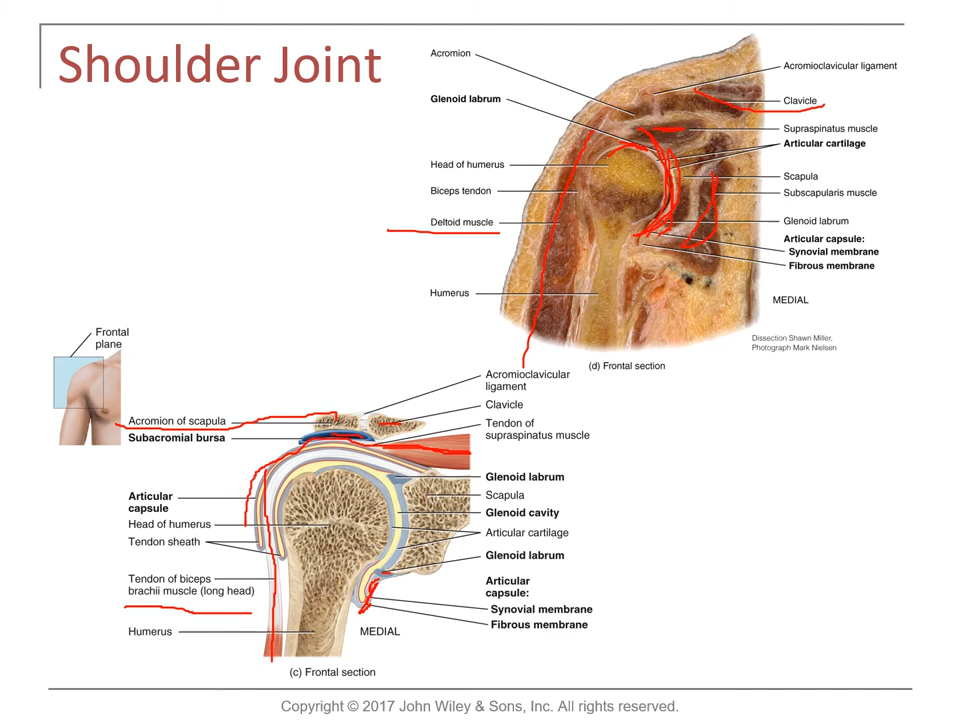 Shoulder Joint
Acromion
Glenoid labrum
Head of humerus
Biceps tendon
Deltoid muscle
Humerus
Acromioclavicular ligament
Clavicle
Supraspinatus muscle
Articular cartilage
Scapula
Subscapularis muscle
Glenoid labrum
Articular capsule:
Synovial membrane
Fibrous membrane
MEDIAL
Dissection Shawn Miller,
Photograph Mark Nielsen
(d) Frontal section
Frontal
plane
Acromion of scapula
Subacromial bursa
Articular
capsule
Head of humerus
Tendon sheath
Tendon of biceps
brachii muscle (long head)
Humerus
Acromioclavicular
ligament
Clavicle
Tendon of
supraspinatus muscle
Glenoid labrum
Scapula
Glenoid cavity
Articular cartilage
Glenoid labrum
Articular
capsule:
Synovial membrane
Fibrous membrane
MEDIAL
(c) Frontal section
Copyright © 2017 John Wiley & Sons, Inc. All rights reserved.